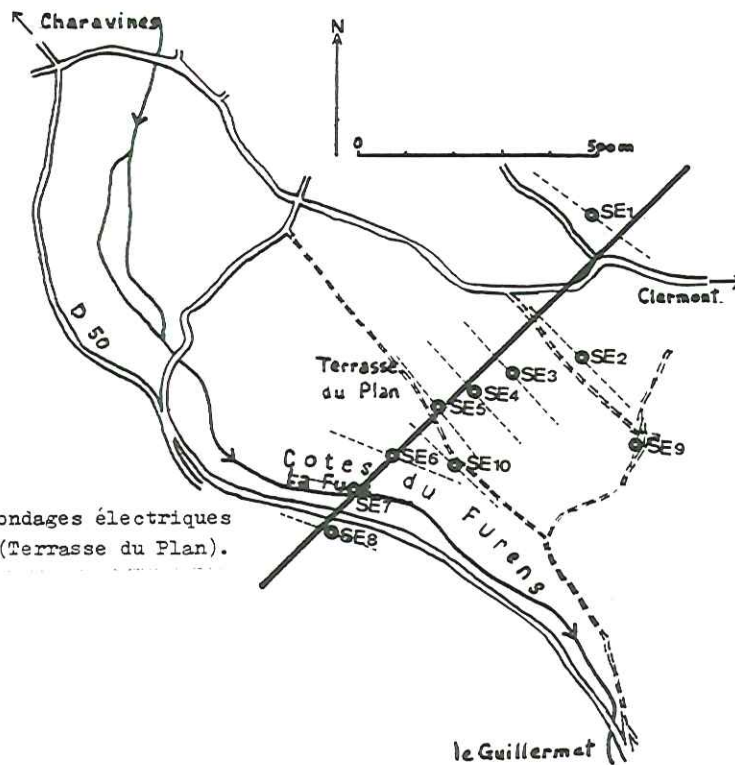 Charavines
N
0 500m
SE1
Clermont
D 50
SE2
Terrasse
du Plan
SE3
SE4
SE5
SE9
SE6
SE10
Cotes
du Furens
SE7
ondages électriques
SE8
(Terrasse du Plan).
le Guillermet